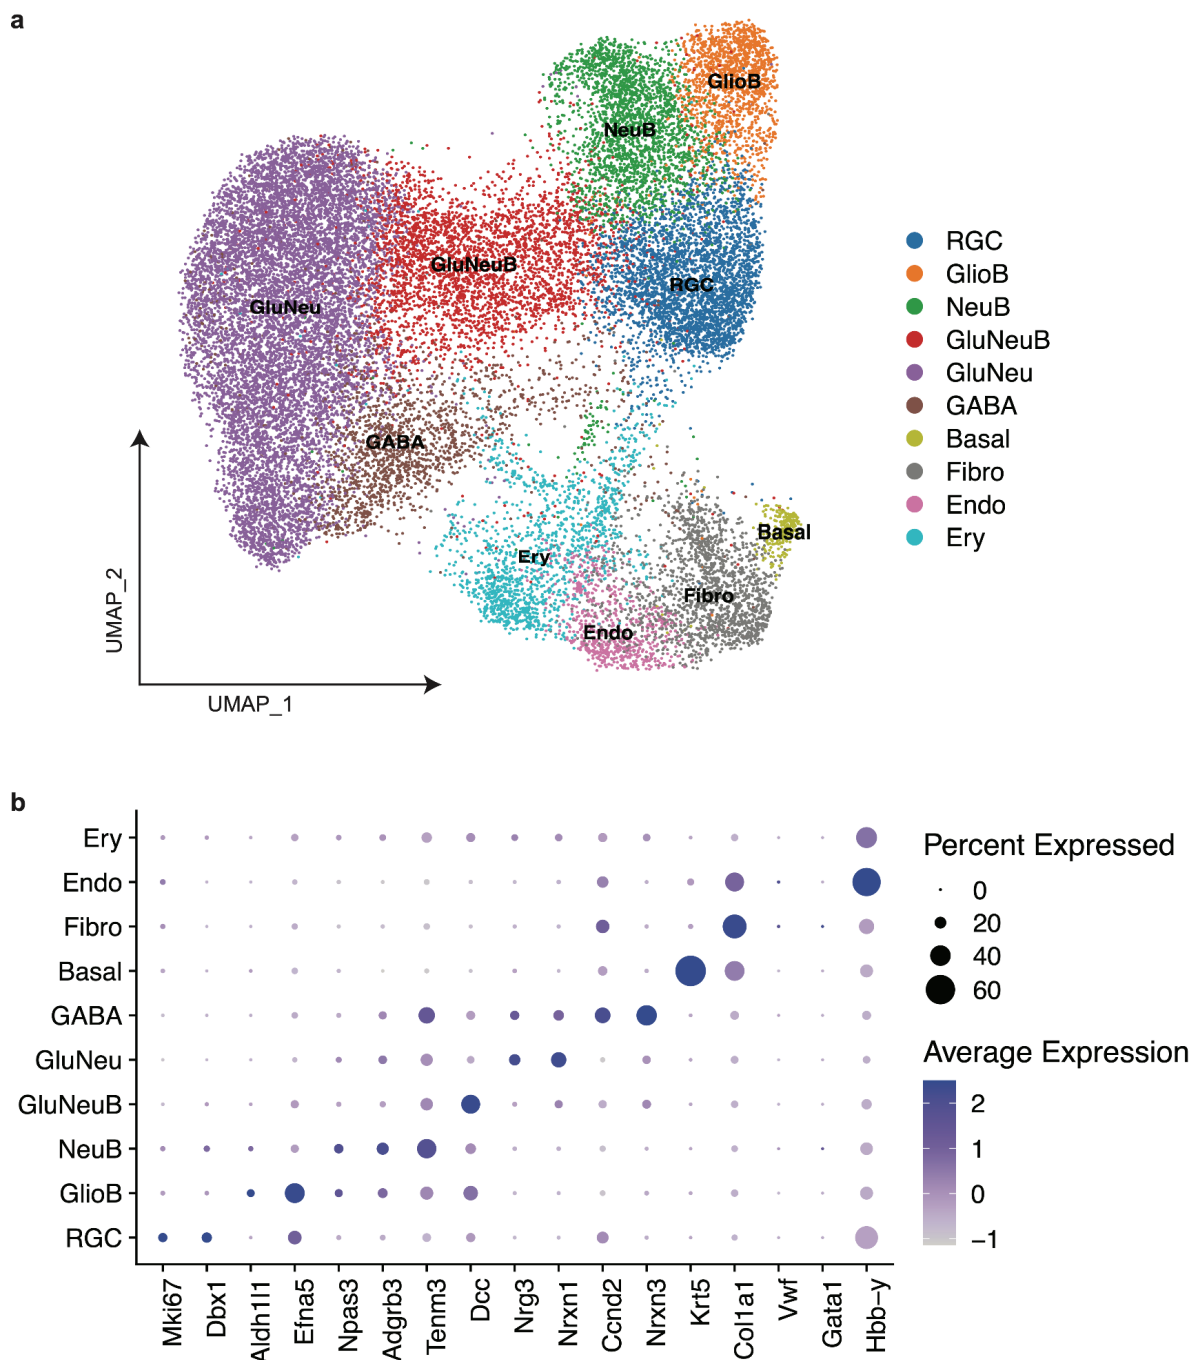 a
GlioB
NeuB
GluNeuB
RGC
GluNeu
GABA
Basal
Ery
Fibro
Endo
UMAP_2
UMAP_1
RGC
GlioB
NeuB
GluNeuB
GluNeu
GABA
Basal
Fibro
Endo
Ery
b
Ery
Endo
Fibro
Basal
GABA
GluNeu
GluNeuB
NeuB
GlioB
RGC
Mki67
Dbx1
Aldh1l1
Efna5
Npas3
Adgrb3
Tenm3
Dcc
Nrg3
Nrxn1
Ccnd2
Nrxn3
Krt5
Col1a1
Vwf
Gata1
Hbb-y
Percent Expressed
0
20
40
60
Average Expression
2
1
0
−1